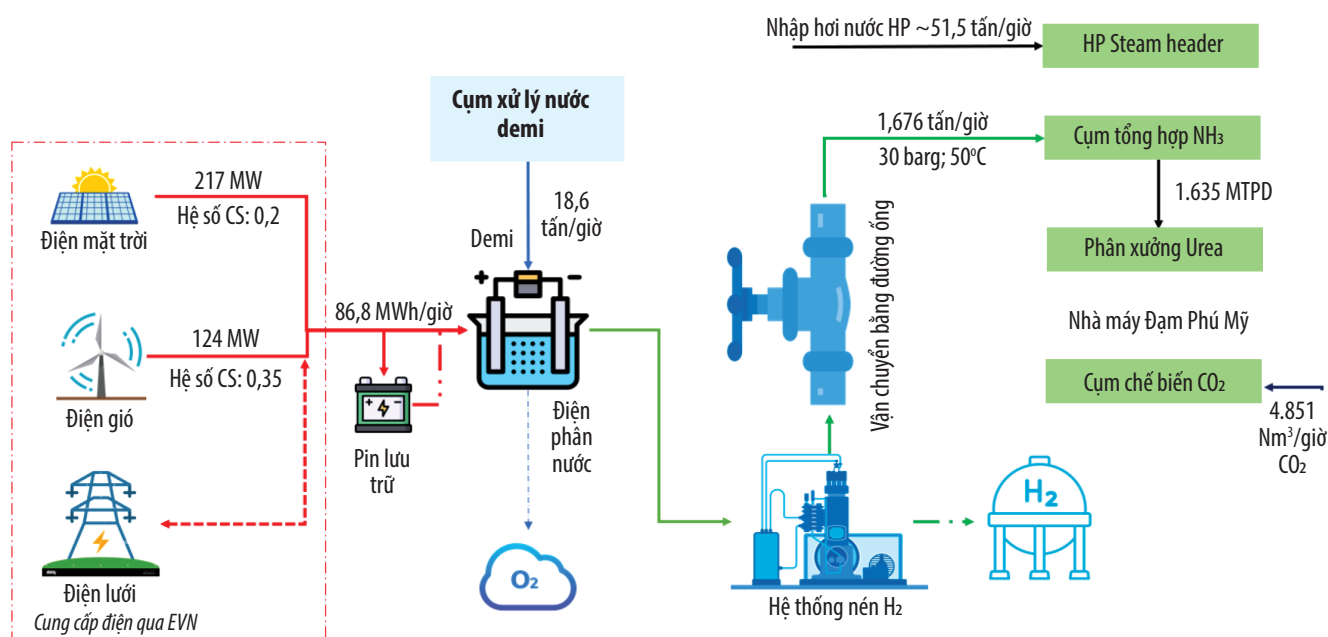 Nhập hơi nước HP ~51,5 tấn/giờ
HP Steam header
Cụm xử lý nước
demi
1,676 tấn/giờ
30 barg; 50°C
Cụm tổng hợp NH₃
217 MW
Hệ số CS: 0,2
Điện mặt trời
18,6
tấn/giờ
Demi
1.635 MTPD
Phân xưởng Urea
Vận chuyển bằng đường ống
86,8 MWh/giờ
124 MW
Hệ số CS: 0,35
Điện gió
Nhà máy Đạm Phú Mỹ
Cụm chế biến CO₂
4.851
Nm³/giờ
CO₂
Điện
phân
nước
Pin lưu
trữ
H₂
O₂
Điện lưới
Cung cấp điện qua EVN
Hệ thống nén H₂